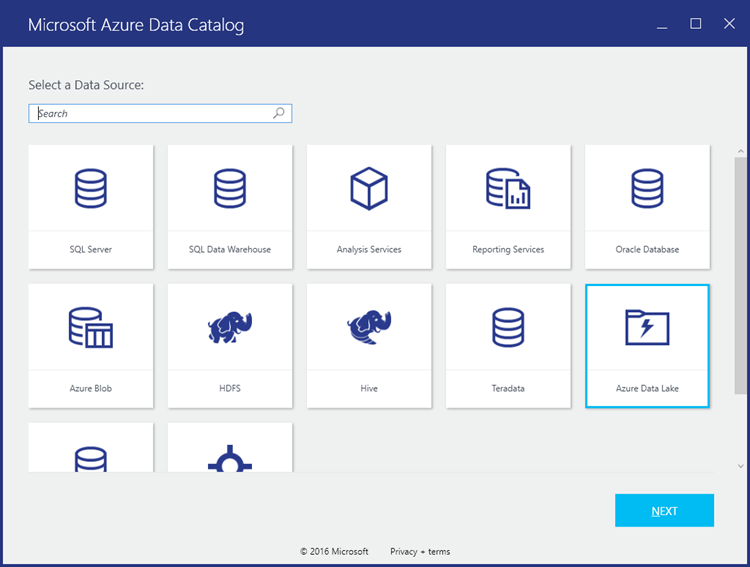 Microsoft Azure Data Catalog
Select a Data Source:
Search
SQL Server
SQL Data Warehouse
Analysis Services
Reporting Services
Oracle Database
Azure Blob
HDFS
Hive
Teradata
Azure Data Lake
NEXT
© 2016 Microsoft
Privacy + terms